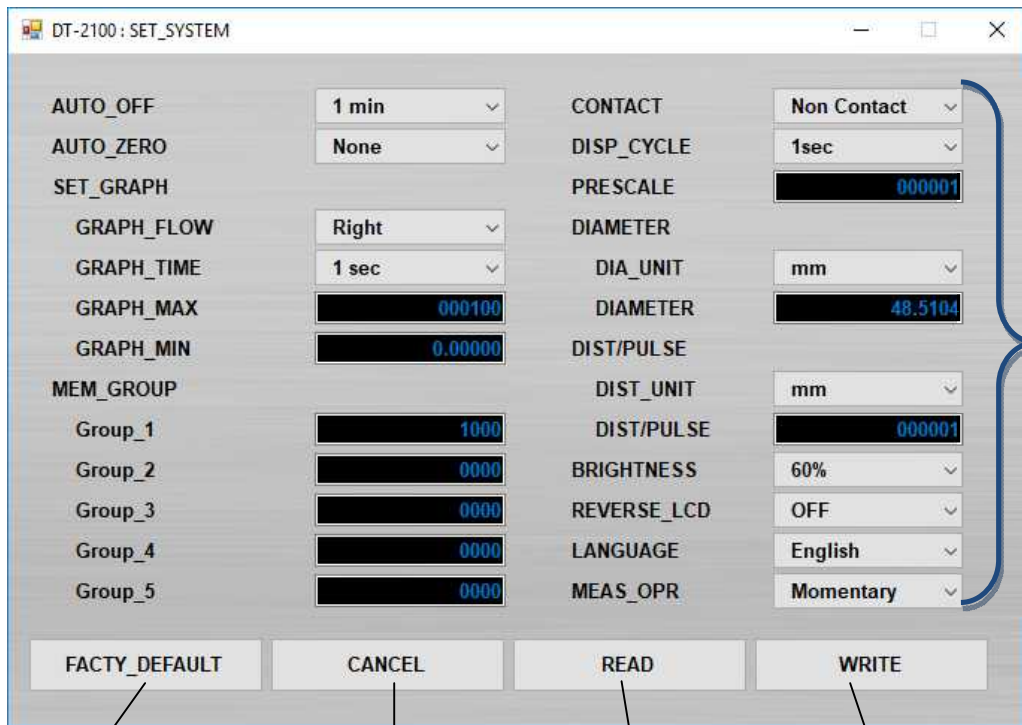 DT-2100 : SET_SYSTEM
AUTO_OFF 1 min
AUTO_ZERO None
SET_GRAPH
GRAPH_FLOW Right
GRAPH_TIME 1 sec
GRAPH_MAX 000100
GRAPH_MIN 0.00000
MEM_GROUP
Group_1 1000
Group_2 0000
Group_3 0000
Group_4 0000
Group_5 0000
CONTACT Non Contact
DISP_CYCLE 1sec
PRESCALE 000001
DIAMETER
DIA_UNIT mm
DIAMETER 48.5104
DIST/PULSE
DIST_UNIT mm
DIST/PULSE 000001
BRIGHTNESS 60%
REVERSE_LCD OFF
LANGUAGE English
MEAS_OPR Momentary
FACTY_DEFAULT CANCEL READ WRITE